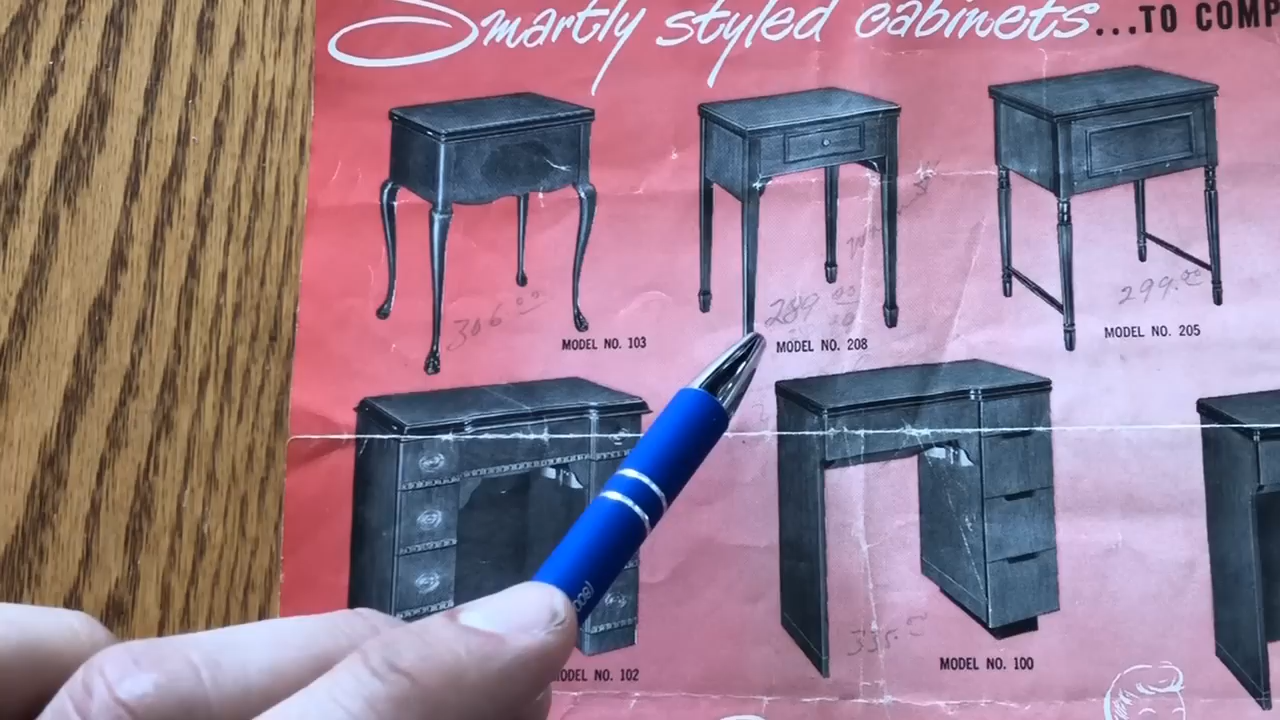 Smartly styled cabinets...TO COMP
306.00
289.00
299.00
MODEL NO. 103
MODEL NO. 208
MODEL NO. 205
335.
MODEL NO. 102
MODEL NO. 100